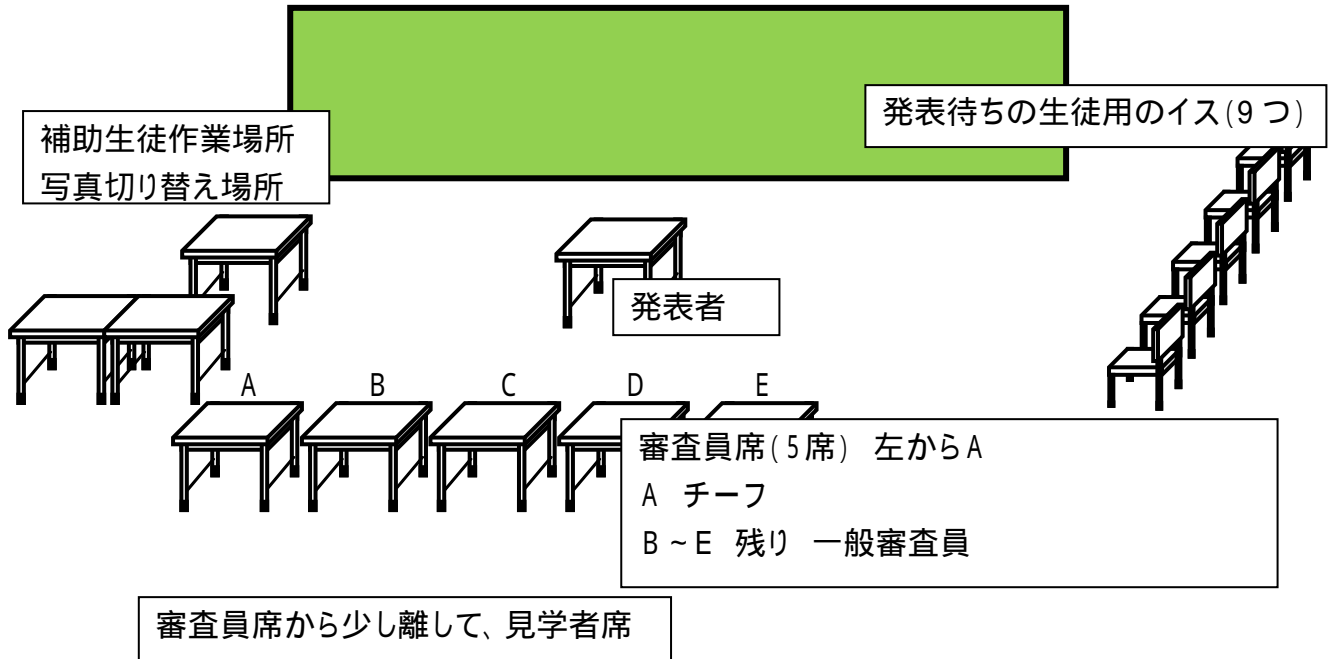 発表待ちの生徒用のイス(9つ)
補助生徒作業場所
写真切り替え場所
発表者
A B C D E
審査員席(5席) 左からA
A チーフ
B~E 残り 一般審査員
審査員席から少し離して、見学者席